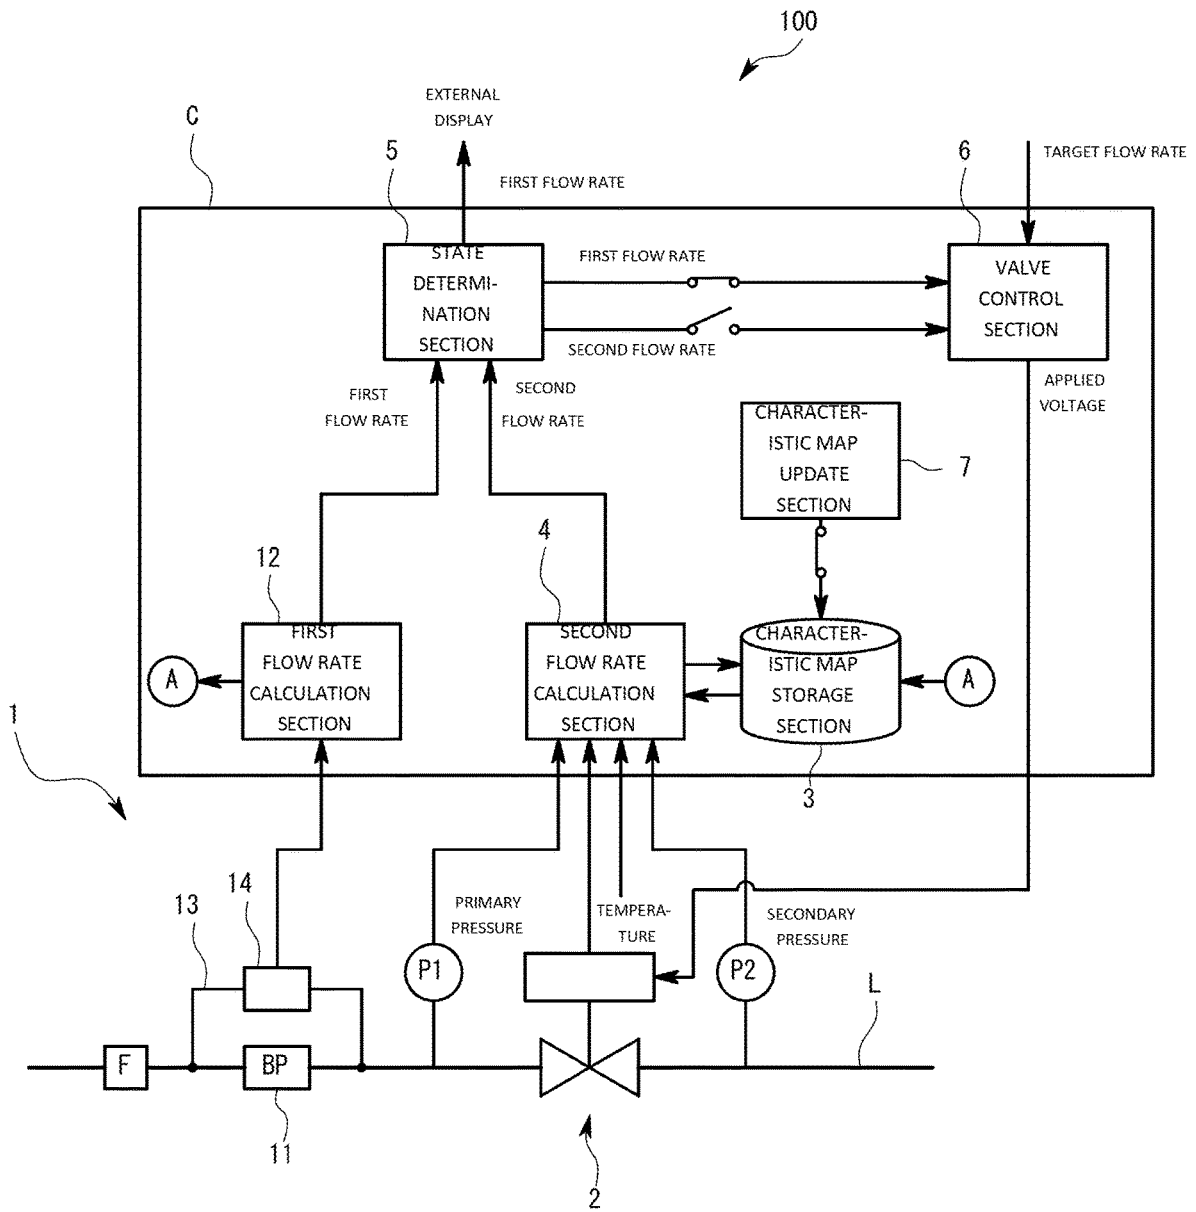 100
EXTERNAL
DISPLAY
C
5
6
TARGET FLOW RATE
FIRST FLOW RATE
STATE
DETERMI-
NATION
SECTION
FIRST FLOW RATE
SECOND FLOW RATE
VALVE
CONTROL
SECTION
FIRST
FLOW RATE
SECOND
FLOW RATE
APPLIED
VOLTAGE
CHARACTER-
ISTIC MAP
UPDATE
SECTION
7
12
4
FIRST
FLOW RATE
CALCULATION
SECTION
SECOND
FLOW RATE
CALCULATION
SECTION
CHARACTER-
ISTIC MAP
STORAGE
SECTION
A
A
1
3
13
14
PRIMARY
PRESSURE
TEMPERA-
TURE
SECONDARY
PRESSURE
P1
P2
L
F
BP
11
2